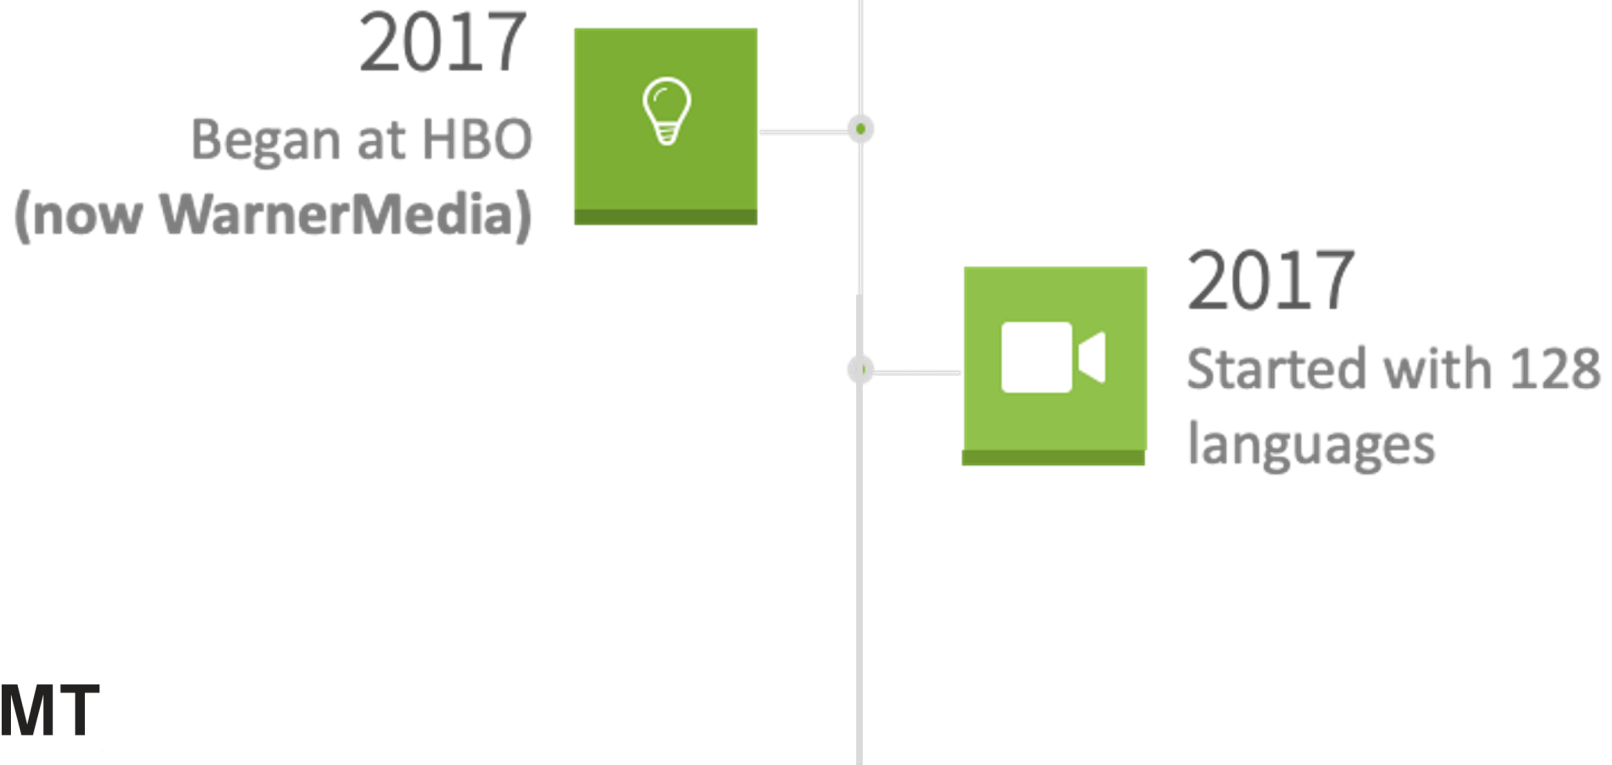 2017
Began at HBO
(now WarnerMedia)
2017
Started with 128
languages
MT